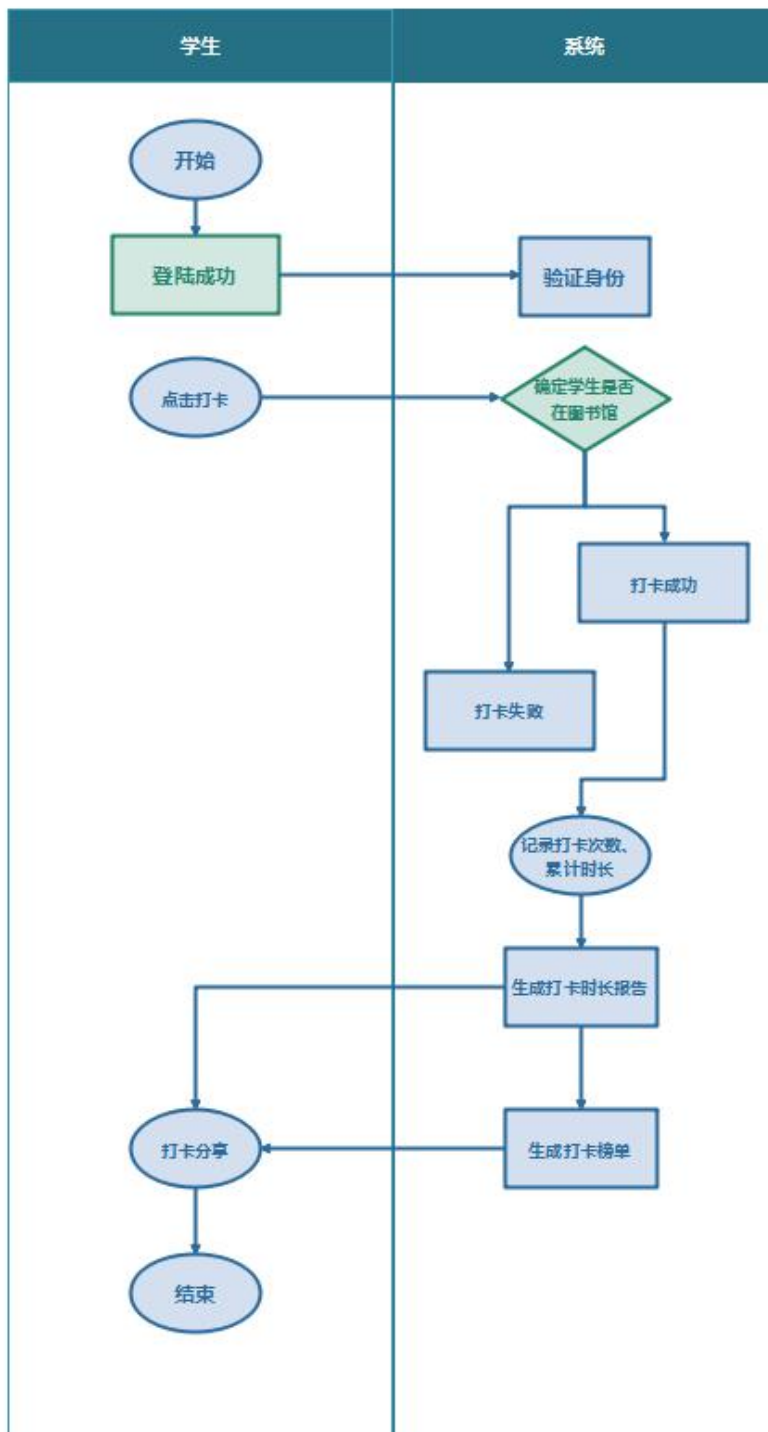 学生
系统
开始
登陆成功
验证身份
点击打卡
确定学生是否
在图书馆
打卡成功
打卡失败
记录打卡次数、
累计时长
生成打卡时长报告
打卡分享
生成打卡榜单
结束